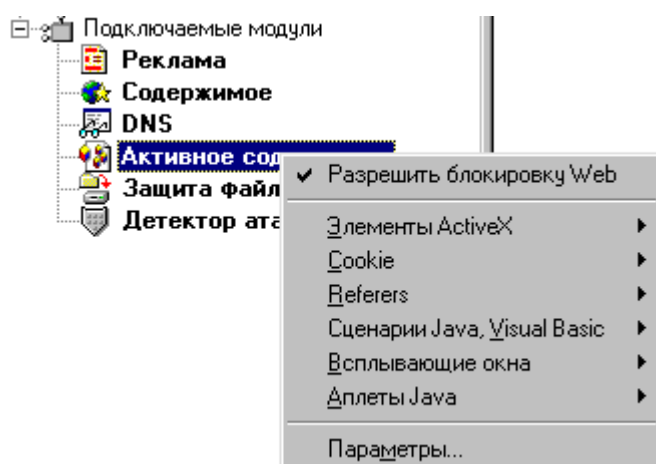 Подключаемые модули
Реклама
Содержимое
DNS
Активное сод
Разрешить блокировку Web
Защита файл
Детектор ата
Элементы ActiveX
Cookie
Referers
Сценарии Java, Visual Basic
Всплывающие окна
Аплеты Java
Параметры...